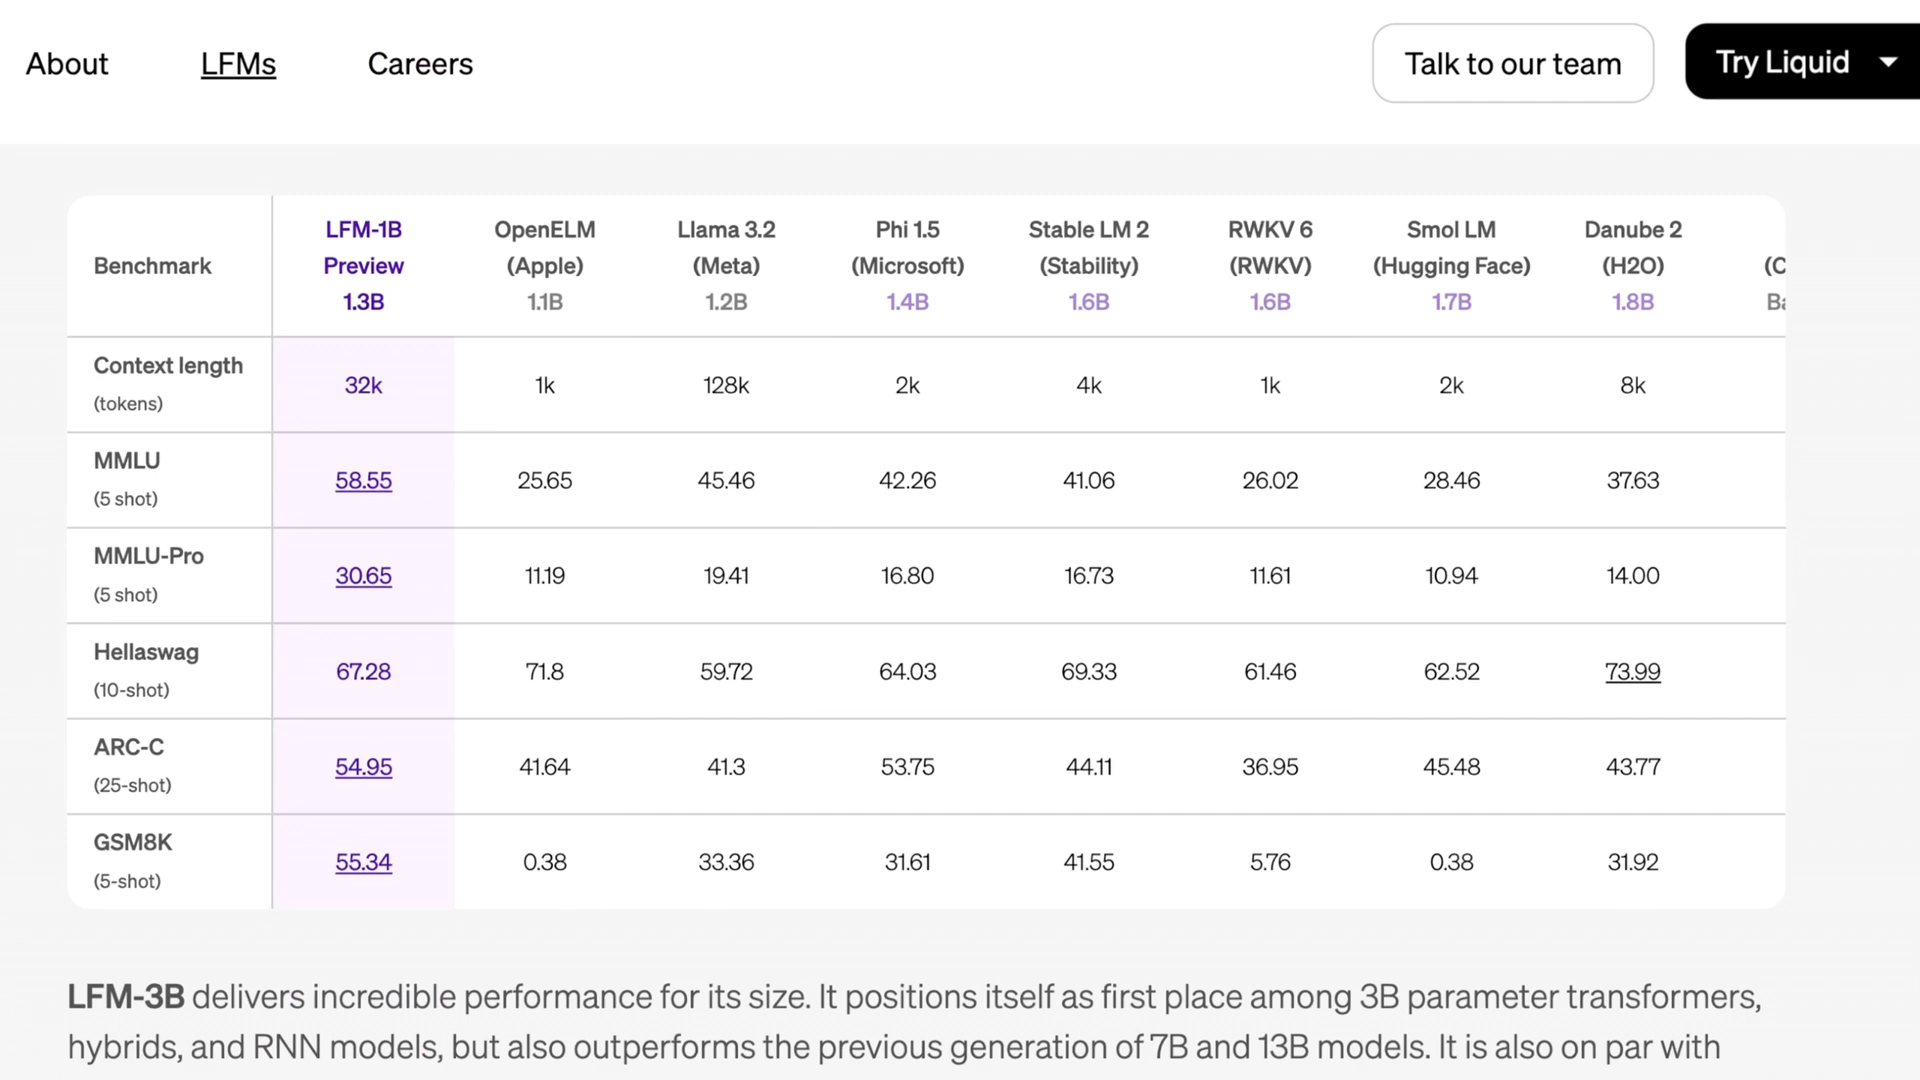 About LFMs Careers Talk to our team Try Liquid
Benchmark LFM-1B Preview 1.3B OpenELM (Apple) 1.1B Llama 3.2 (Meta) 1.2B Phi 1.5 (Microsoft) 1.4B Stable LM 2 (Stability) 1.6B RWKV 6 (RWKV) 1.6B Smol LM (Hugging Face) 1.7B Danube 2 (H2O) 1.8B
Context length (tokens) 32k 1k 128k 2k 4k 1k 2k 8k
MMLU (5 shot) 58.55 25.65 45.46 42.26 41.06 26.02 28.46 37.63
MMLU-Pro (5 shot) 30.65 11.19 19.41 16.80 16.73 11.61 10.94 14.00
Hellaswag (10-shot) 67.28 71.8 59.72 64.03 69.33 61.46 62.52 73.99
ARC-C (25-shot) 54.95 41.64 41.3 53.75 44.11 36.95 45.48 43.77
GSM8K (5-shot) 55.34 0.38 33.36 31.61 41.55 5.76 0.38 31.92
LFM-3B delivers incredible performance for its size. It positions itself as first place among 3B parameter transformers,
hybrids, and RNN models, but also outperforms the previous generation of 7B and 13B models. It is also on par with